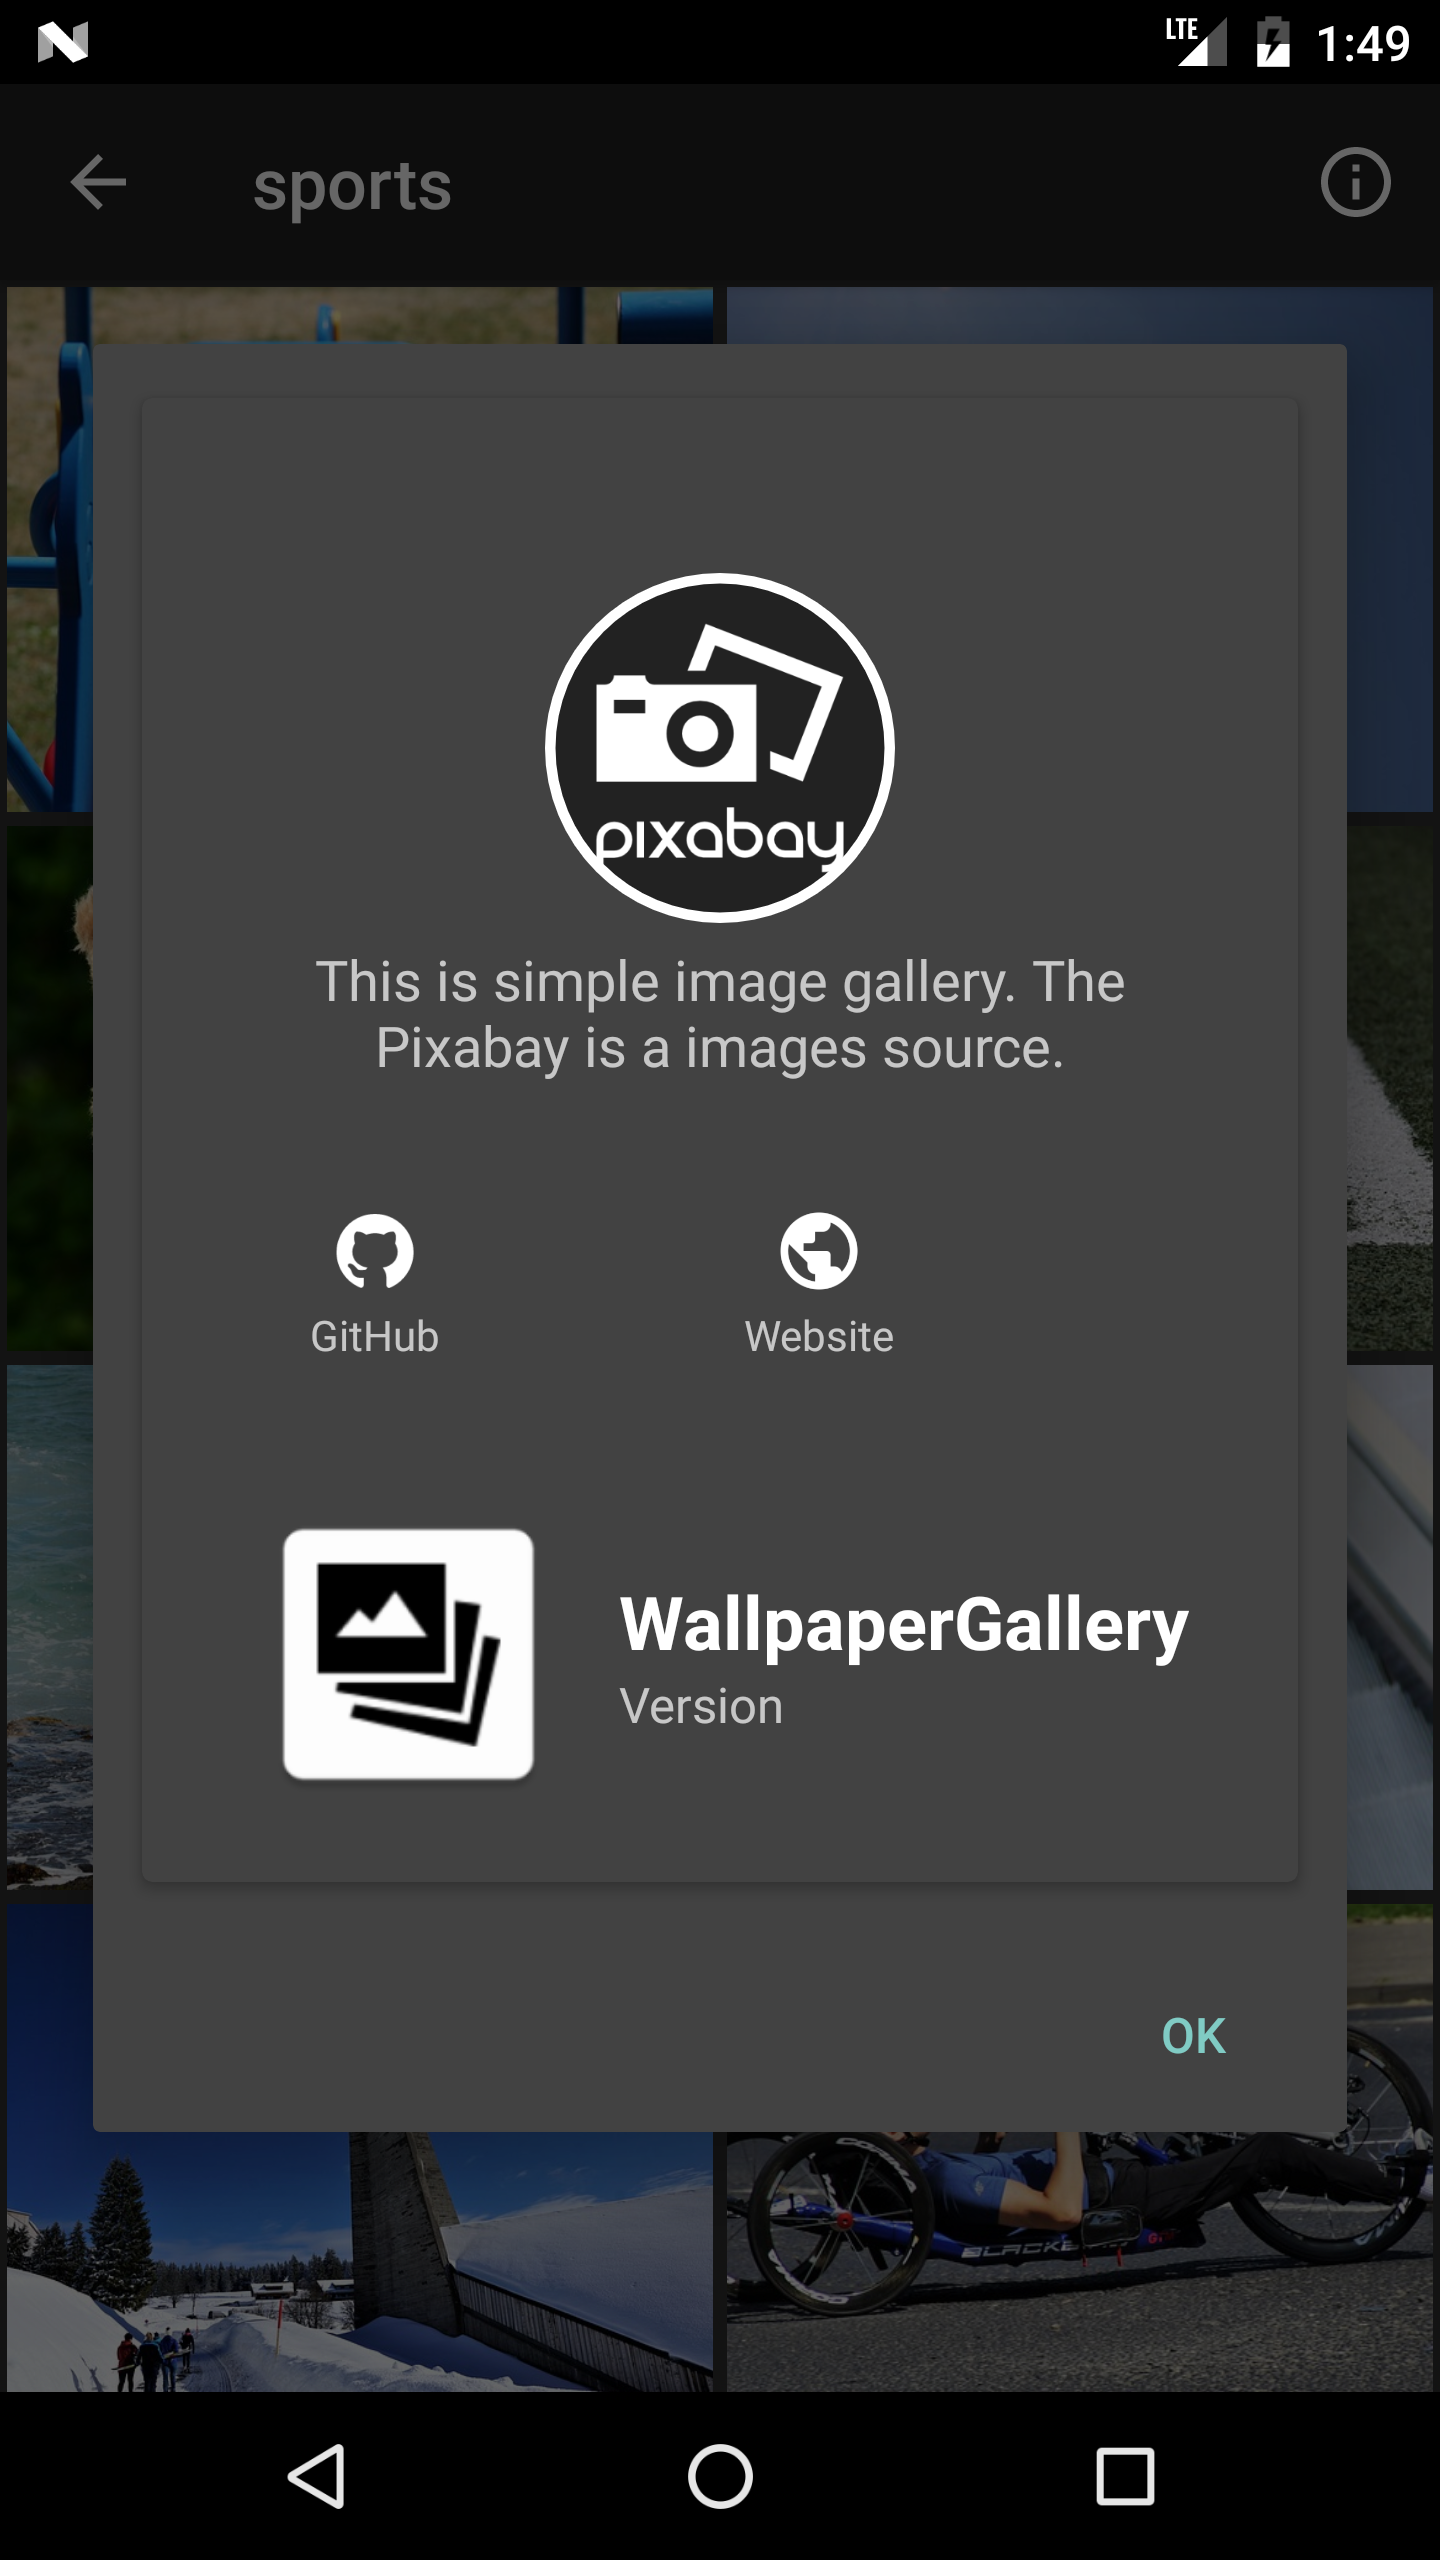 LTE 1:49
sports
pixabay
This is simple image gallery. The
Pixabay is a images source.
GitHub Website
WallpaperGallery
Version
OK
CORIMA